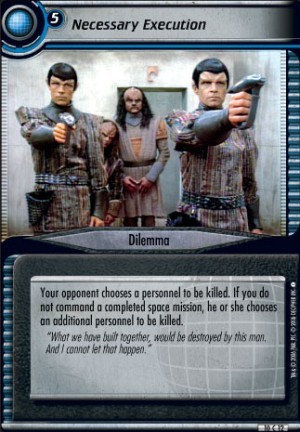 5 Necessary Execution
Dilemma
Your opponent chooses a personnel to be killed. If you do
not command a completed space mission, he or she chooses
an additional personnel to be killed.
"What we have built together, would be destroyed by this man.
And I cannot let that happen."